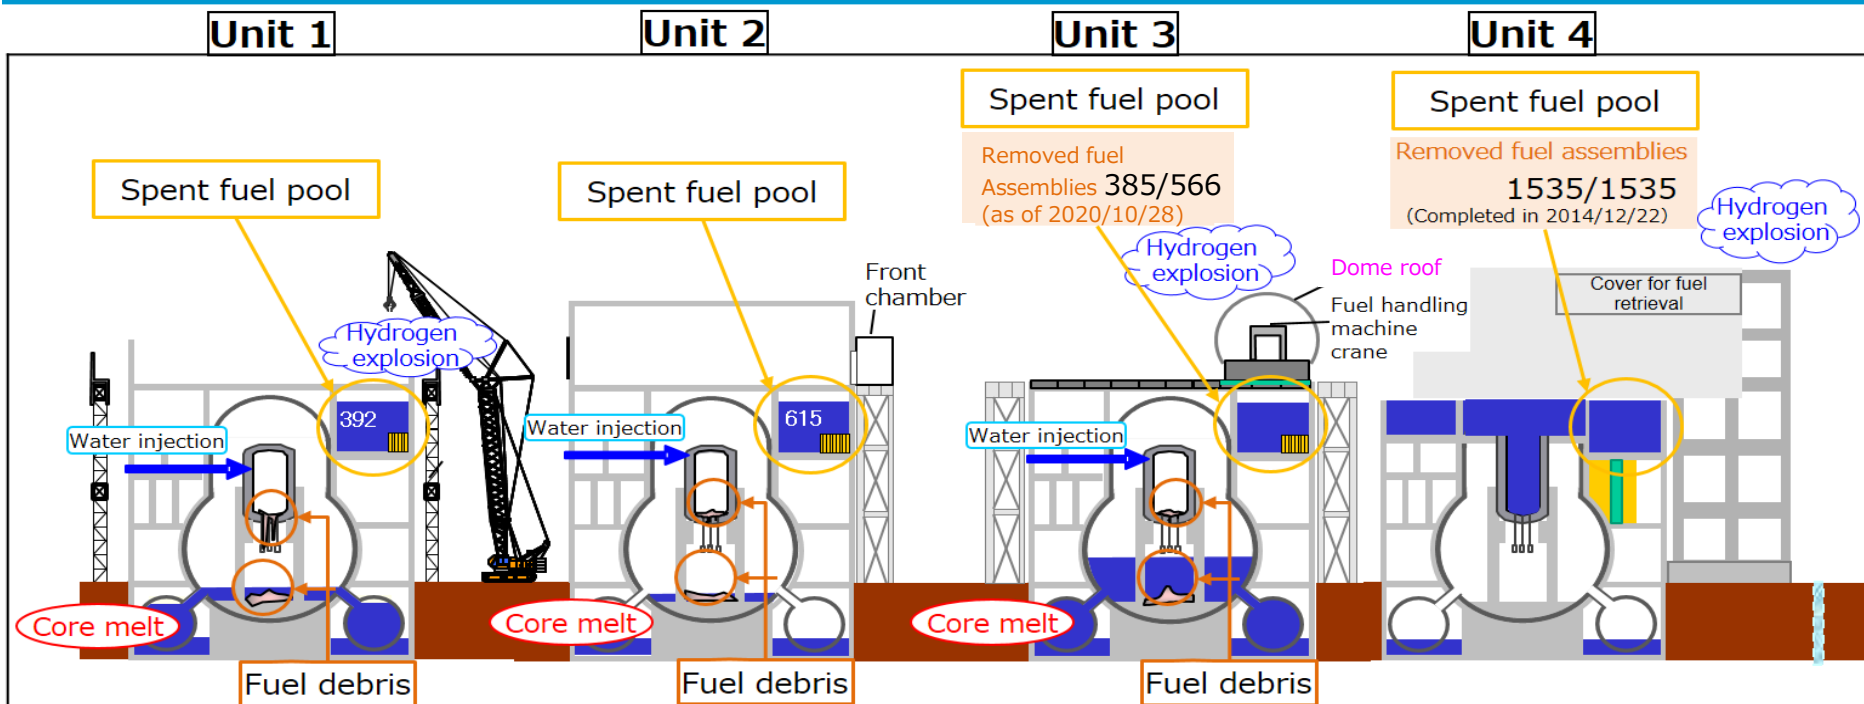 Unit 1
Unit 2
Unit 3
Unit 4
Spent fuel pool
Hydrogen
explosion
392
Water injection
Core melt
Fuel debris
Spent fuel pool
Front
chamber
615
Water injection
Core melt
Fuel debris
Spent fuel pool
Removed fuel
Assemblies 385/566
(as of 2020/10/28)
Hydrogen
explosion
Dome roof
Fuel handling
machine
crane
Water injection
Core melt
Fuel debris
Spent fuel pool
Removed fuel assemblies
1535/1535
(Completed in 2014/12/22)
Hydrogen
explosion
Cover for fuel
retrieval